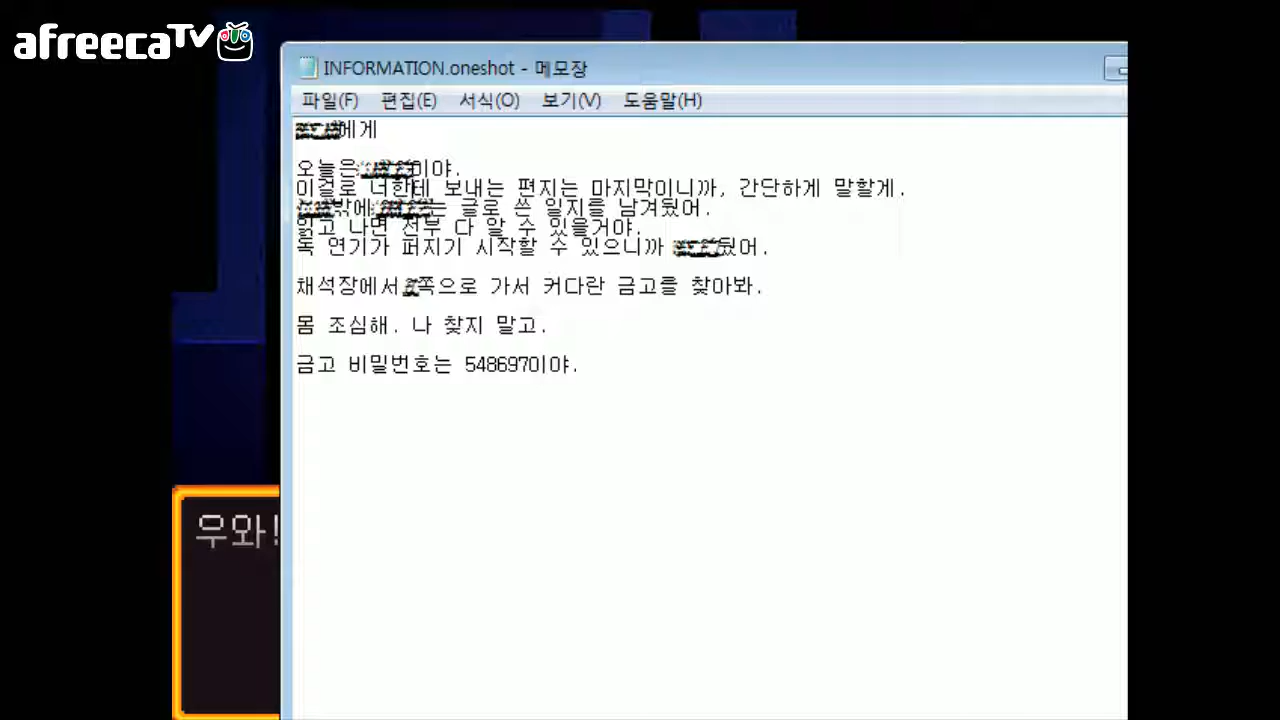 afreecaTV
INFORMATION.oneshot - 메모장
파일(F) 편집(E) 서식(O) 보기(V) 도움말(H)
에게
오늘은 이야.
이걸로 너한테 보내는 편지는 마지막이니까, 간단하게 말할게.
밖에 는 글로 쓴 일지를 남겨뒀어.
읽고 나면 전부 다 알 수 있을거야.
독 연기가 퍼지기 시작할 수 있으니까 뒀어.
채석장에서 쪽으로 가서 커다란 금고를 찾아봐.
몸 조심해. 나 찾지 말고.
금고 비밀번호는 548697이야.
우와!